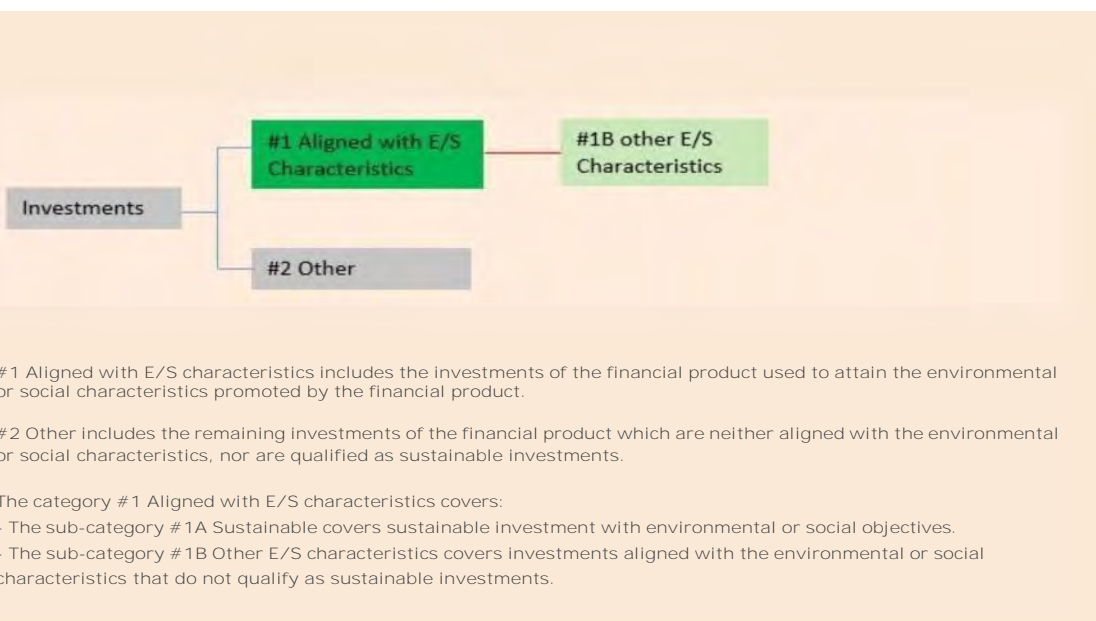 #1 Aligned with E/S
Characteristics
#1B other E/S
Characteristics
Investments
#2 Other
#1 Aligned with E/S characteristics includes the investments of the financial product used to attain the environmental
or social characteristics promoted by the financial product.
#2 Other includes the remaining investments of the financial product which are neither aligned with the environmental
or social characteristics, nor are qualified as sustainable investments.
The category #1 Aligned with E/S characteristics covers:
- The sub-category #1A Sustainable covers sustainable investment with environmental or social objectives.
- The sub-category #1B Other E/S characteristics covers investments aligned with the environmental or social
characteristics that do not qualify as sustainable investments.